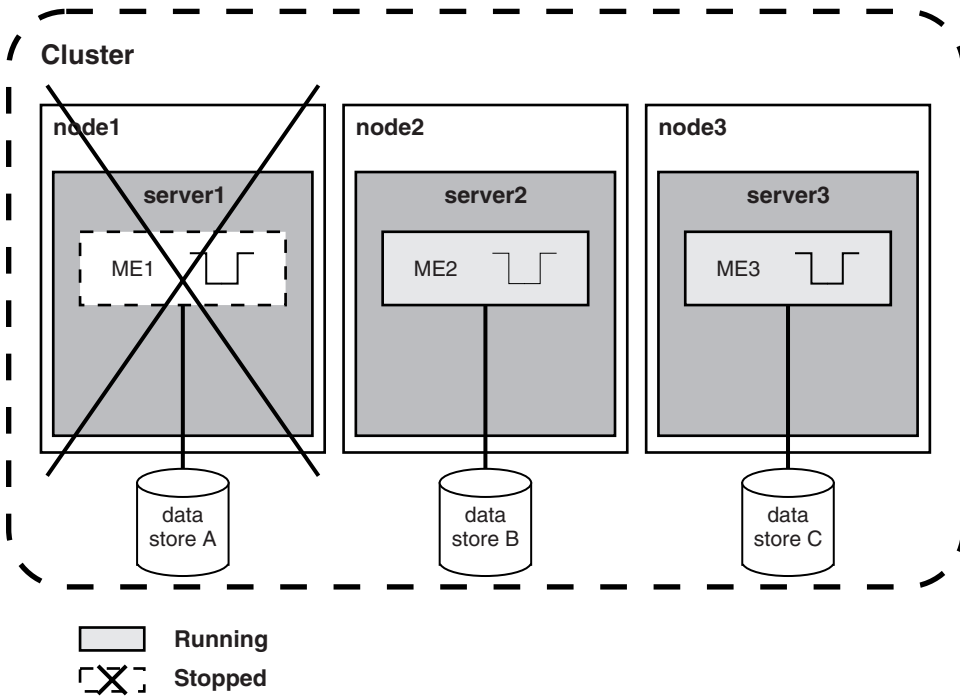 Cluster
node1
node2
node3
server1
server2
server3
ME1
ME2
ME3
data
store A
data
store B
data
store C
Running
Stopped